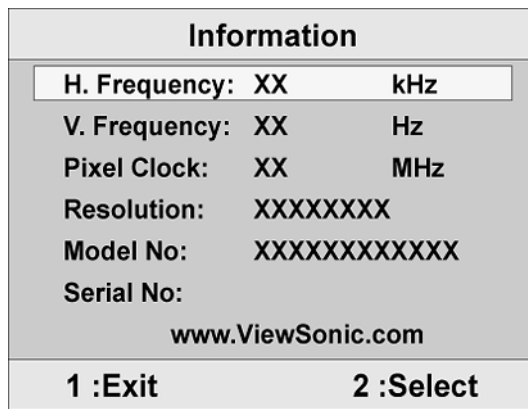 Information
H. Frequency: XX kHz
V. Frequency: XX Hz
Pixel Clock: XX MHz
Resolution: XXXXXXXX
Model No: XXXXXXXXXXXX
Serial No:
www.ViewSonic.com
1 :Exit 2 :Select